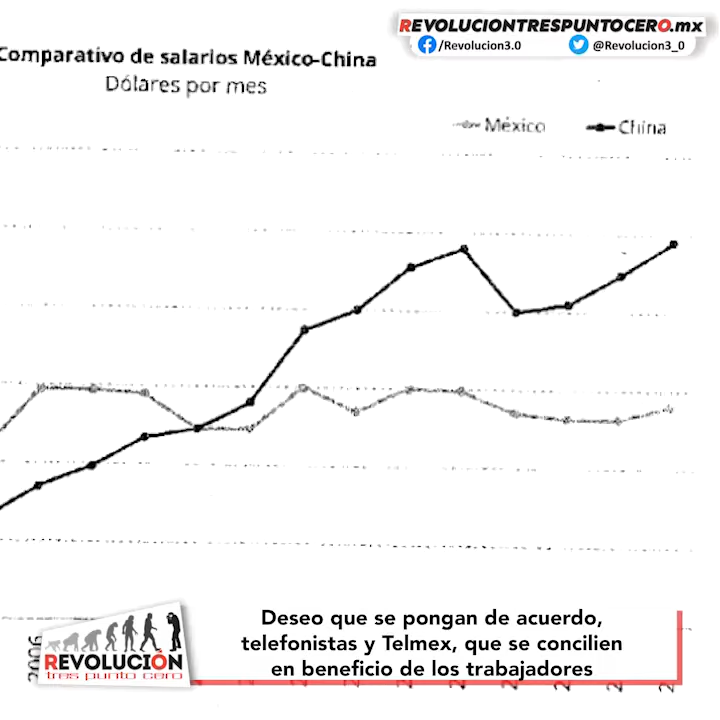 REVOLUCIONTRESPUNTOCERO.mx
/Revolucion3.0 @Revolucion3_0
Comparativo de salarios México-China
Dólares por mes
México China
2006
REVOLUCIÓN
tres punto cero
Deseo que se pongan de acuerdo,
telefonistas y Telmex, que se concilien
en beneficio de los trabajadores